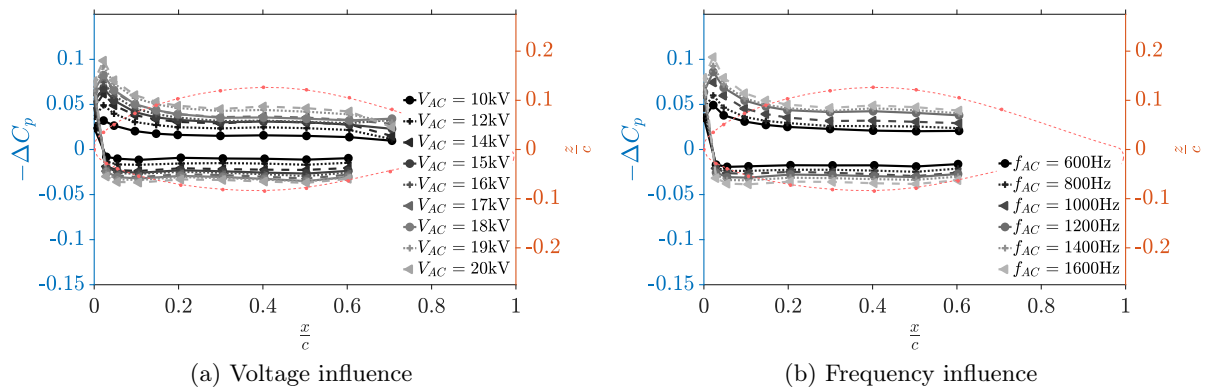 0.1
0.05
0
-0.05
-0.1
-0.15
−ΔC_p
0 0.2 0.4 0.6 0.8 1
x/c
0.2
0.1
0
-0.1
-0.2
z/c
V_AC = 10kV
V_AC = 12kV
V_AC = 14kV
V_AC = 15kV
V_AC = 16kV
V_AC = 17kV
V_AC = 18kV
V_AC = 19kV
V_AC = 20kV
(a) Voltage influence
0.1
0.05
0
-0.05
-0.1
-0.15
−ΔC_p
0 0.2 0.4 0.6 0.8 1
x/c
0.2
0.1
0
-0.1
-0.2
z/c
f_AC = 600Hz
f_AC = 800Hz
f_AC = 1000Hz
f_AC = 1200Hz
f_AC = 1400Hz
f_AC = 1600Hz
(b) Frequency influence